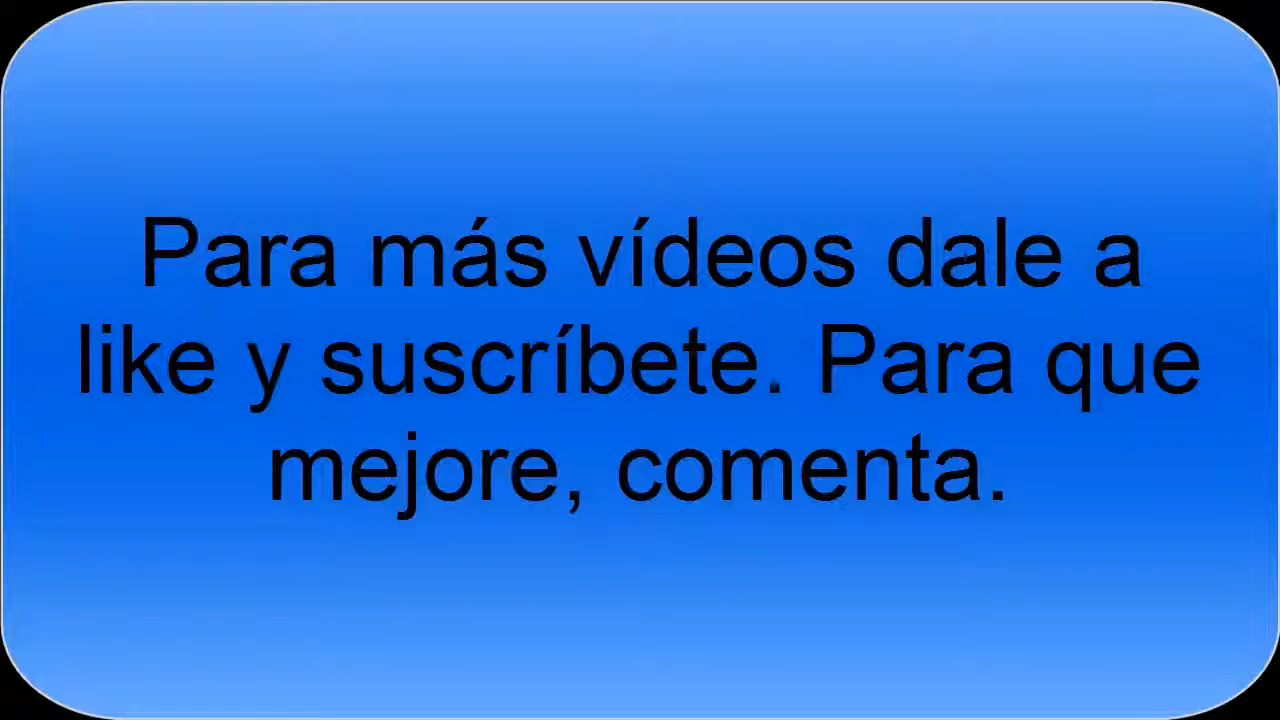 Para más vídeos dale a
like y suscríbete. Para que
mejore, comenta.